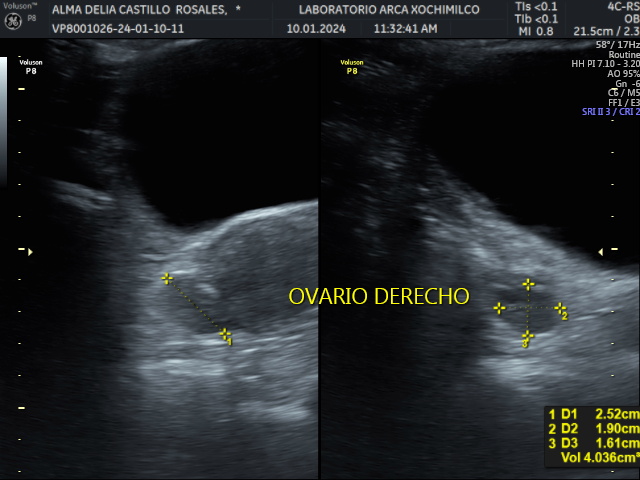 Voluson™
P8
ALMA DELIA CASTILLO ROSALES, *
VP8001026-24-01-10-11
LABORATORIO ARCA XOCHIMILCO
10.01.2024 11:32:41 AM
TIs <0.1
TIb <0.1
MI 0.8
4C-RS
OB
21.5cm / 2.3
58°/ 17Hz
Routine
HH PI 7.10 - 3.20
AO 95%
Gn -6
C6 / M5
FF1 / E3
SRI II 3 / CRI 2
Voluson
P8
Voluson
P8
OVARIO DERECHO
1
2
3
1 D1 2.52cm
2 D2 1.90cm
3 D3 1.61cm
Vol 4.036cm³